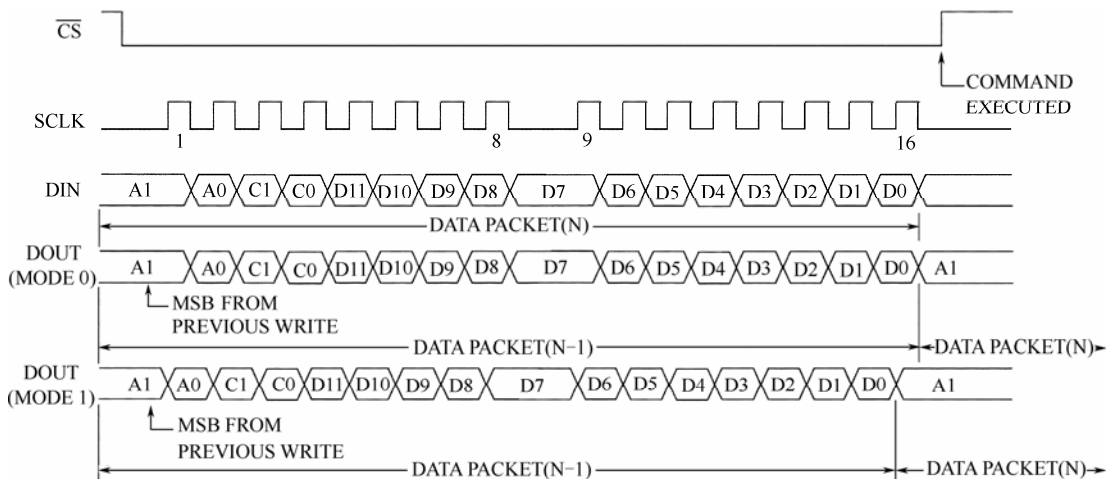 CS
COMMAND
EXECUTED
SCLK
1 8 9 16
DIN
A1 A0 C1 C0 D11 D10 D9 D8 D7 D6 D5 D4 D3 D2 D1 D0
DATA PACKET(N)
DOUT
(MODE 0)
A1 A0 C1 C0 D11 D10 D9 D8 D7 D6 D5 D4 D3 D2 D1 D0 A1
MSB FROM
PREVIOUS WRITE
DATA PACKET(N−1) DATA PACKET(N)
DOUT
(MODE 1)
A1 A0 C1 C0 D11 D10 D9 D8 D7 D6 D5 D4 D3 D2 D1 D0 A1
MSB FROM
PREVIOUS WRITE
DATA PACKET(N−1) DATA PACKET(N)